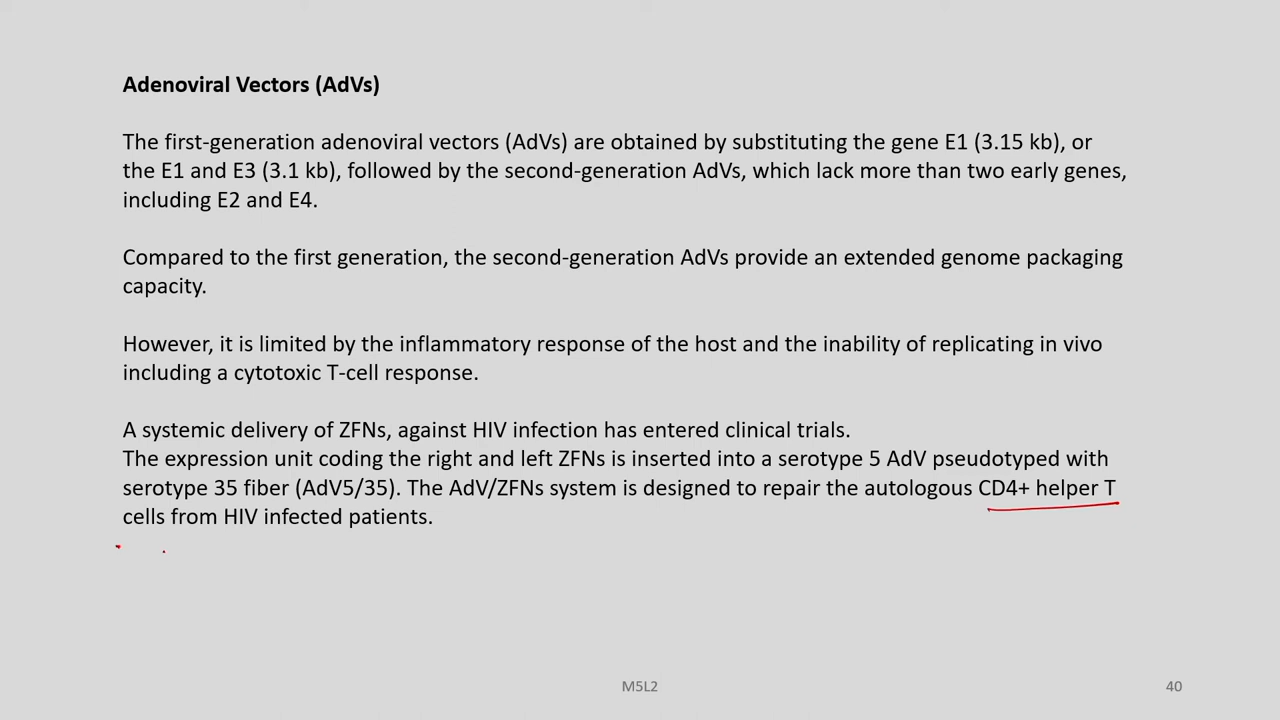 Adenoviral Vectors (AdVs)
The first-generation adenoviral vectors (AdVs) are obtained by substituting the gene E1 (3.15 kb), or
the E1 and E3 (3.1 kb), followed by the second-generation AdVs, which lack more than two early genes,
including E2 and E4.
Compared to the first generation, the second-generation AdVs provide an extended genome packaging
capacity.
However, it is limited by the inflammatory response of the host and the inability of replicating in vivo
including a cytotoxic T-cell response.
A systemic delivery of ZFNs, against HIV infection has entered clinical trials.
The expression unit coding the right and left ZFNs is inserted into a serotype 5 AdV pseudotyped with
serotype 35 fiber (AdV5/35). The AdV/ZFNs system is designed to repair the autologous CD4+ helper T
cells from HIV infected patients.
M5L2
40